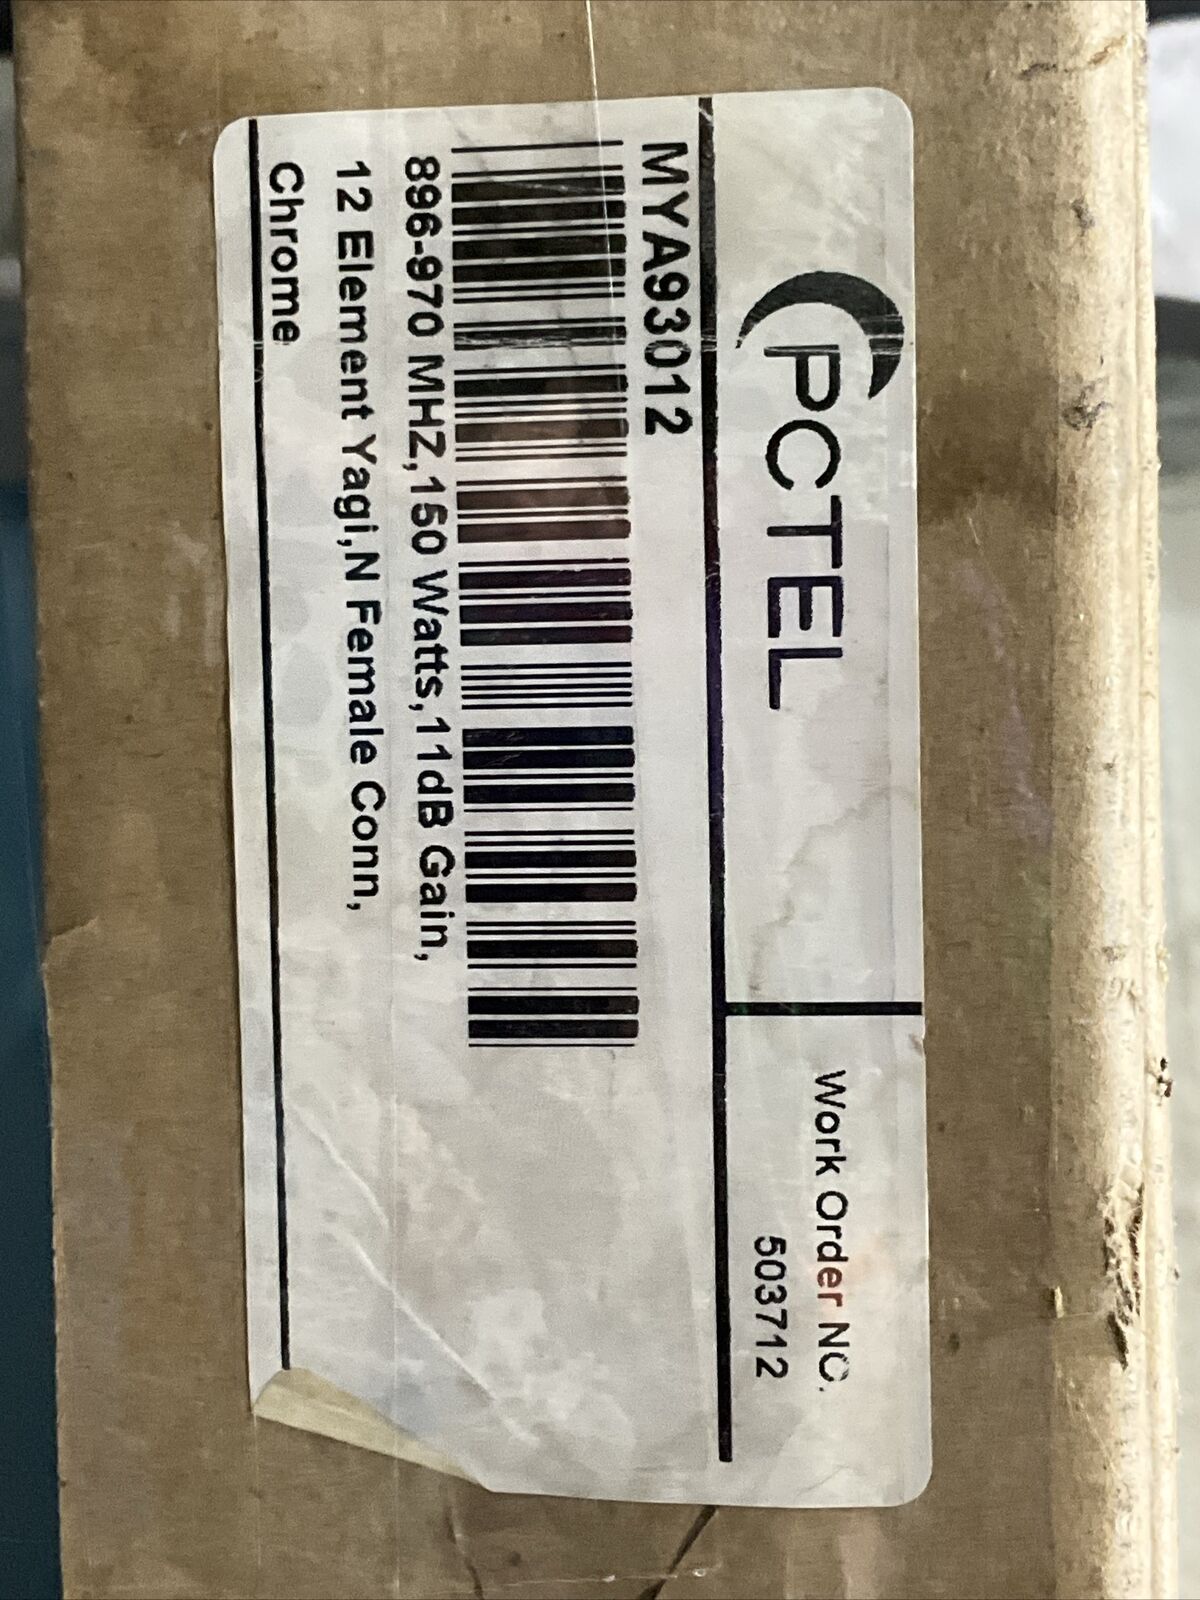 PCTEL
Work Order NO.
503712
MYA93012
896-970 MHZ,150 Watts,11dB Gain,
12 Element Yagi,N Female Conn,
Chrome